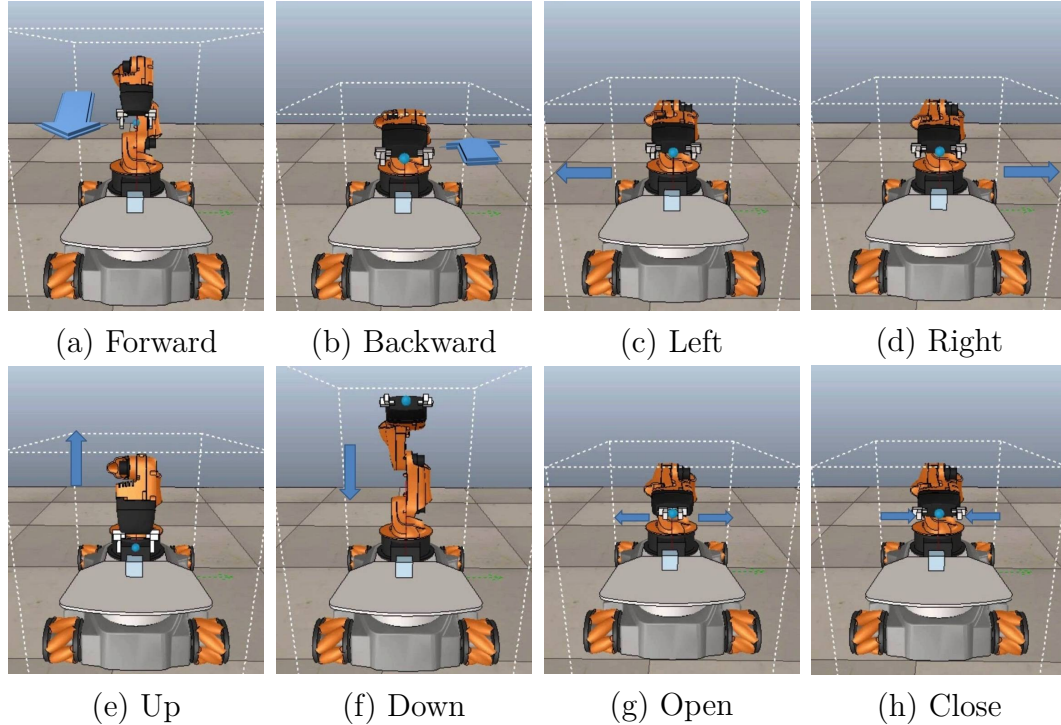 (a) Forward
(b) Backward
(c) Left
(d) Right
(e) Up
(f) Down
(g) Open
(h) Close